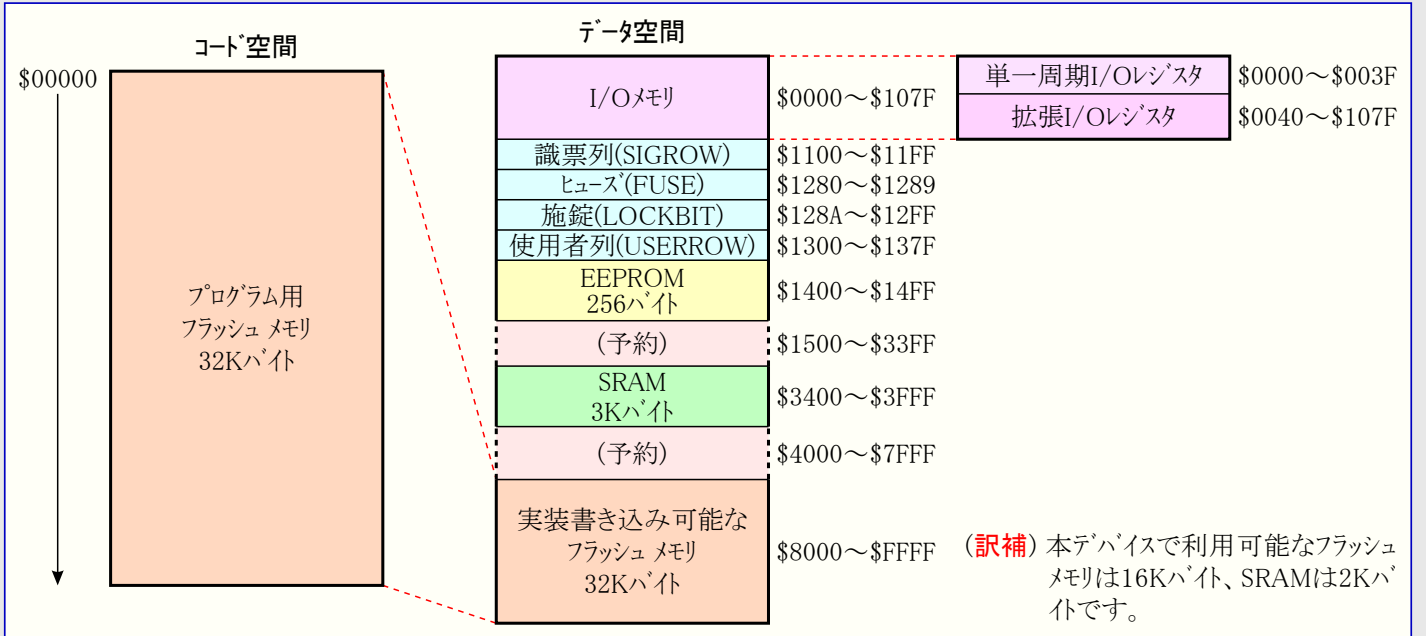 コード空間
$00000
プログラム用
フラッシュ メモリ
32Kバイト
データ空間
I/Oメモリ
$0000～$107F
識票列(SIGROW)
$1100～$11FF
ヒューズ(FUSE)
$1280～$1289
施錠(LOCKBIT)
$128A～$12FF
使用者列(USERROW)
$1300～$137F
EEPROM
256バイト
$1400～$14FF
(予約)
$1500～$33FF
SRAM
3Kバイト
$3400～$3FFF
(予約)
$4000～$7FFF
実装書き込み可能な
フラッシュ メモリ
32Kバイト
$8000～$FFFF
単一周期I/Oレジスタ
$0000～$003F
拡張I/Oレジスタ
$0040～$107F
(訳補) 本デバイスで利用可能なフラッシュ
メモリは16Kバイト、SRAMは2Kバ
イトです。